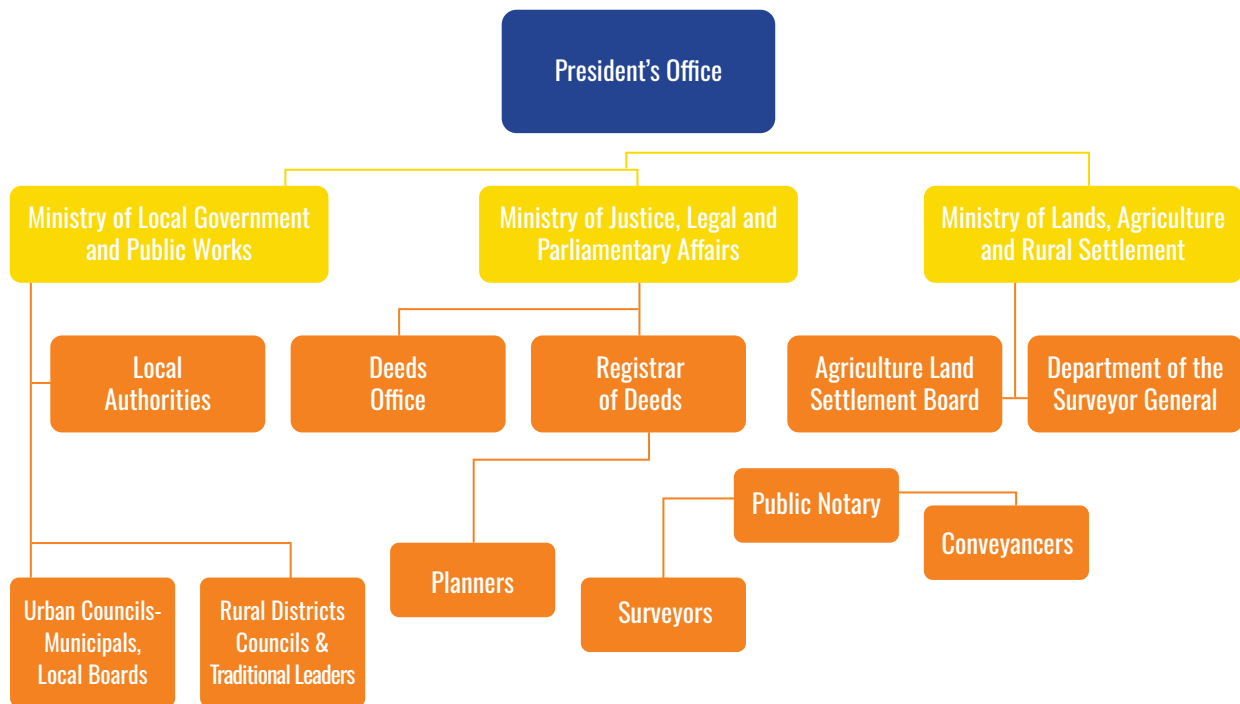 President’s Office
Ministry of Local Government
and Public Works
Ministry of Justice, Legal and
Parliamentary Affairs
Ministry of Lands, Agriculture
and Rural Settlement
Local
Authorities
Deeds
Office
Registrar
of Deeds
Agriculture Land
Settlement Board
Department of the
Surveyor General
Public Notary
Conveyancers
Planners
Surveyors
Urban Councils-
Municipals,
Local Boards
Rural Districts
Councils &
Traditional Leaders